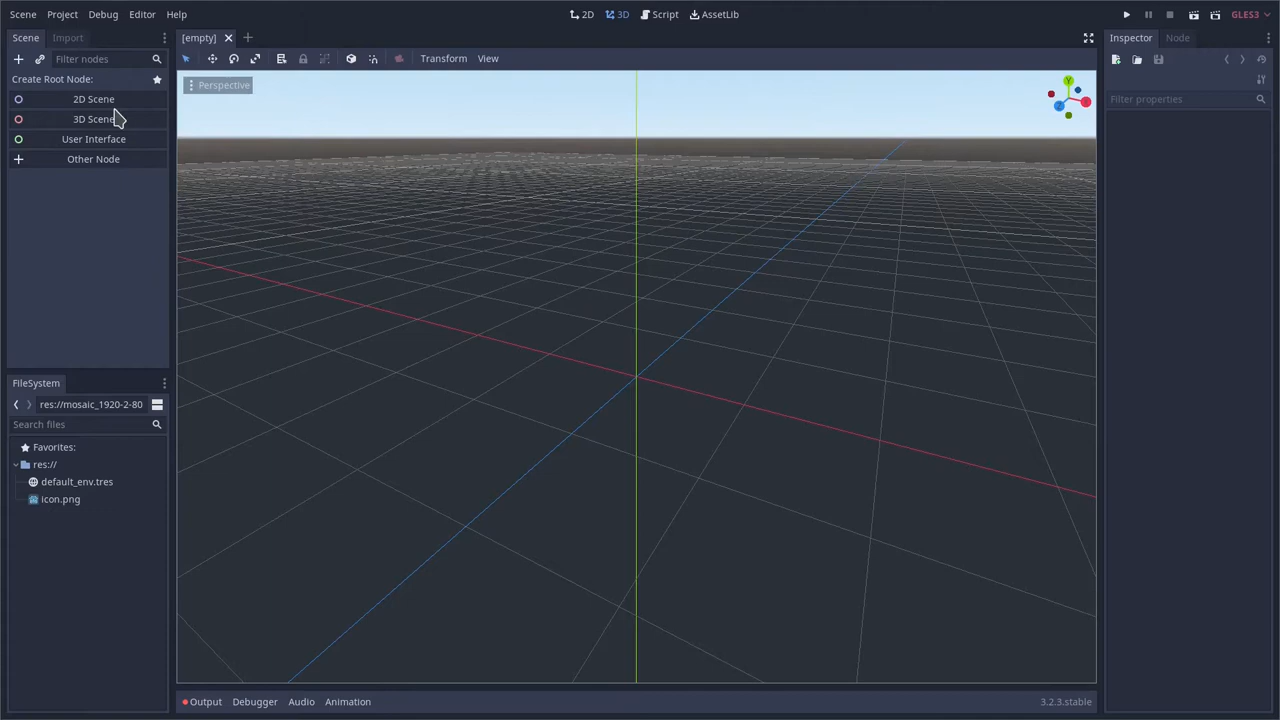 Scene Project Debug Editor Help
2D 3D Script AssetLib
GLES3
Scene Import
[empty]
Inspector Node
Filter nodes
Transform View
Create Root Node:
Perspective
Filter properties
2D Scene
3D Scene
User Interface
Other Node
Y
X
Z
FileSystem
res://mosaic_1920-2-80
Search files
Favorites:
res://
default_env.tres
icon.png
Output Debugger Audio Animation
3.2.3.stable